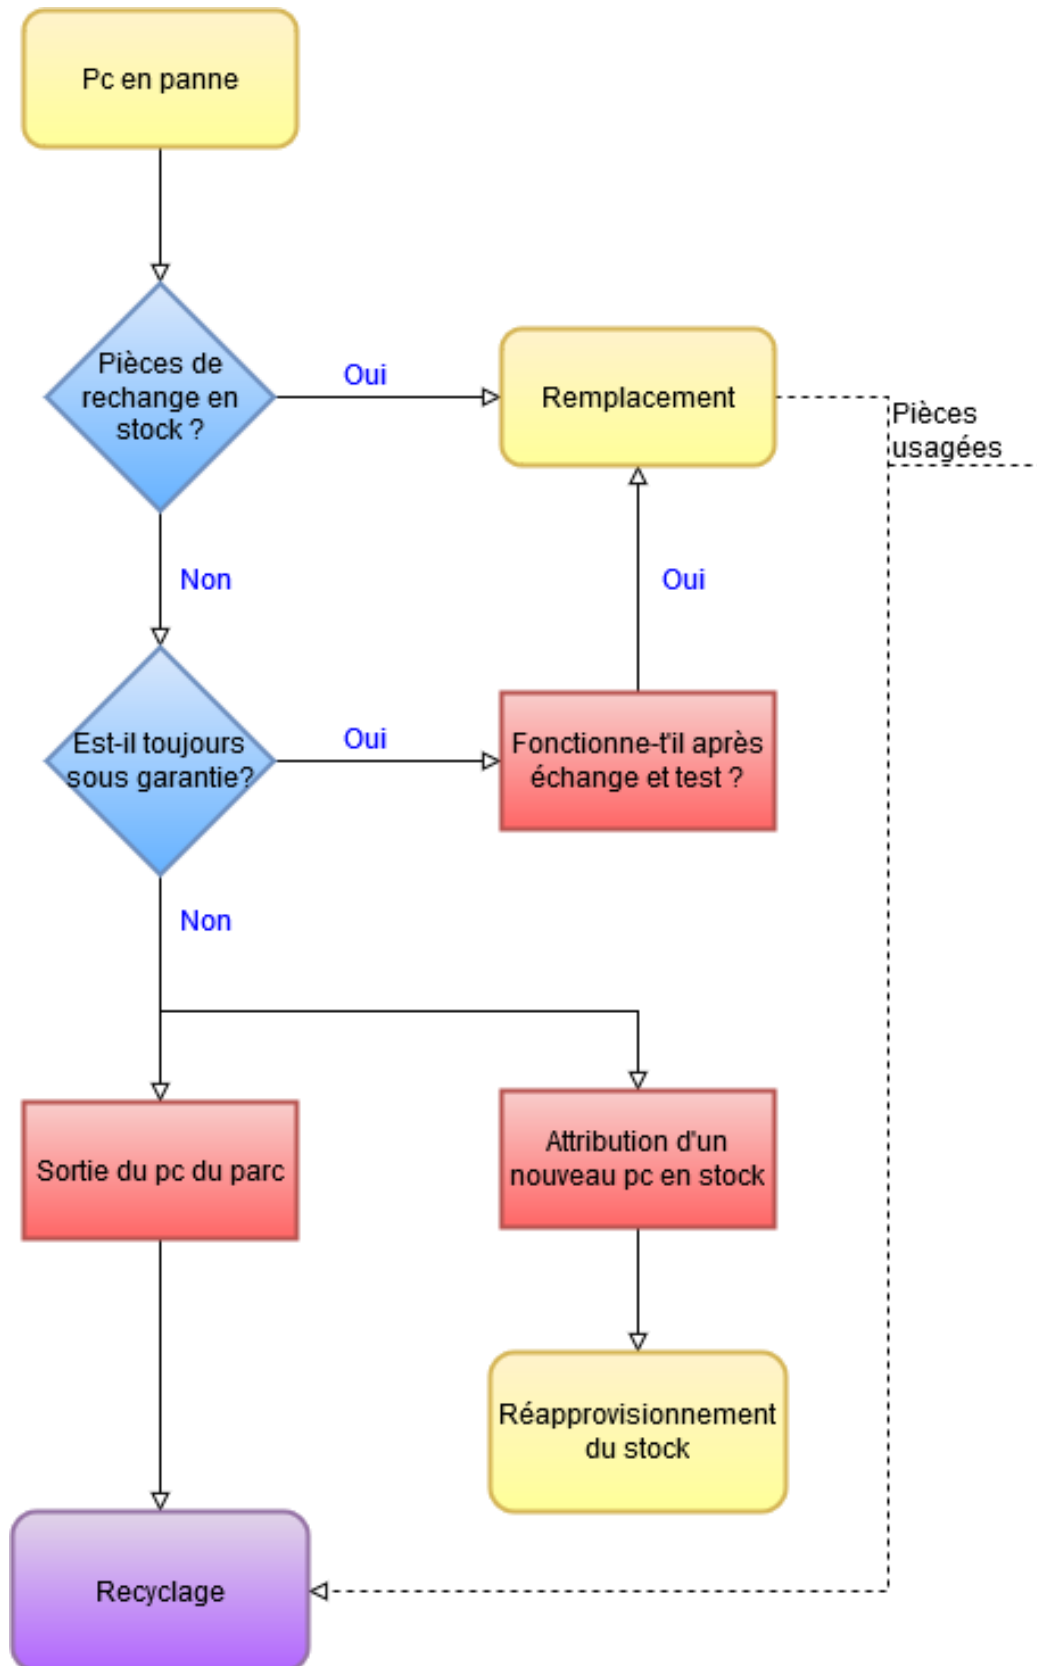 Pc en panne
Pièces de
rechange en
stock ?
Oui
Remplacement
Pièces
usagées
Non
Oui
Est-il toujours
sous garantie?
Oui
Fonctionne-t'il après
échange et test ?
Non
Sortie du pc du parc
Attribution d'un
nouveau pc en stock
Réapprovisionnement
du stock
Recyclage